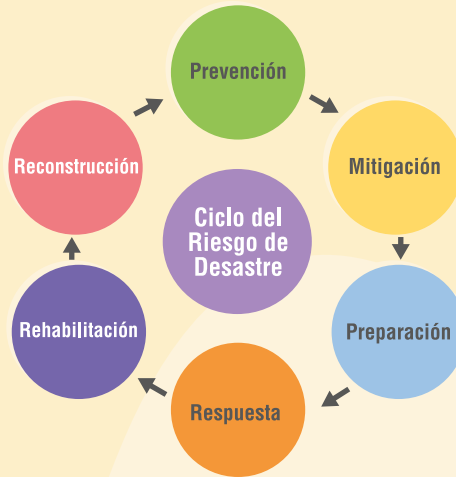 Prevención
Mitigación
Preparación
Respuesta
Rehabilitación
Reconstrucción
Ciclo del
Riesgo de
Desastre